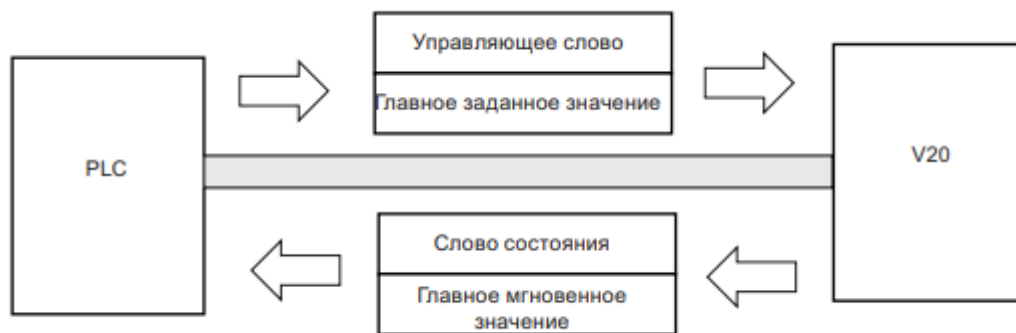 Управляющее слово
Главное заданное значение
PLC
V20
Слово состояния
Главное мгновенное
значение